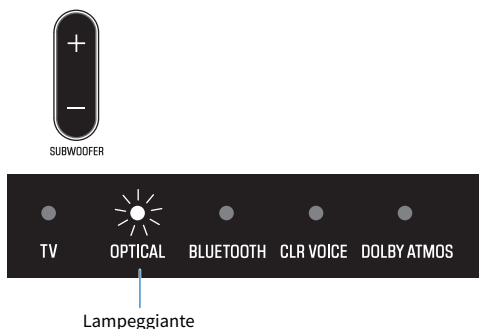 +
−
SUBWOOFER
TV OPTICAL BLUETOOTH CLR VOICE DOLBY ATMOS
Lampeggiante